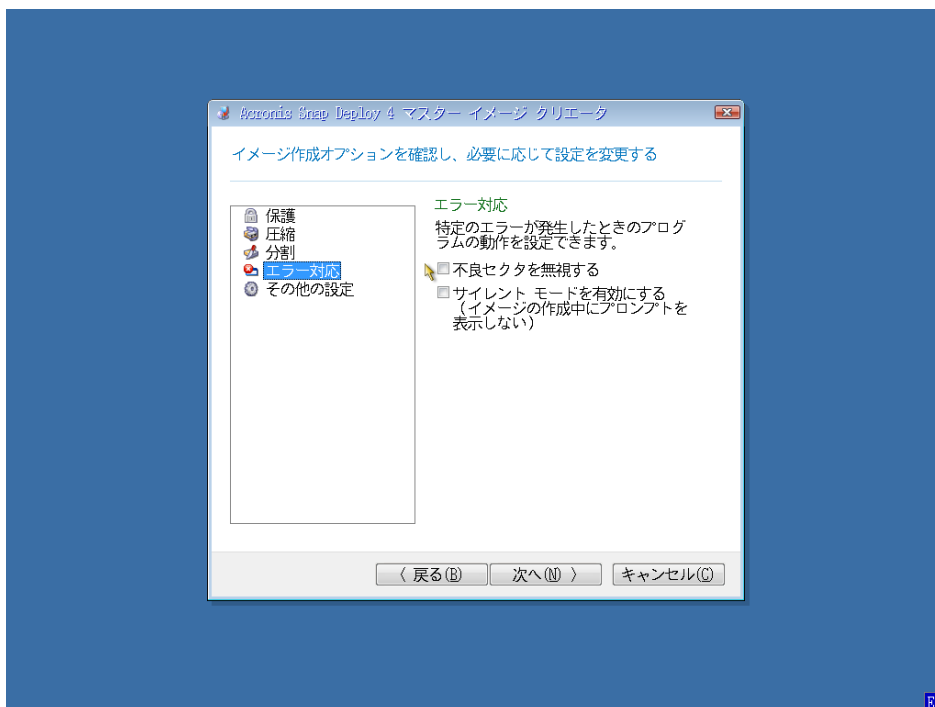 Acronis Snap Deploy 4 マスター イメージ クリエータ
イメージ作成オプションを確認し、必要に応じて設定を変更する
保護
圧縮
分割
エラー対応
その他の設定
エラー対応
特定のエラーが発生したときのプログ
ラムの動作を設定できます。
不良セクタを無視する
サイレント モードを有効にする
（イメージの作成中にプロンプトを
表示しない）
〈 戻る(B)
次へ(N) 〉
キャンセル(C)
E